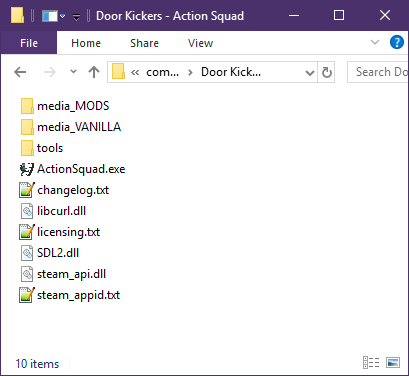 Door Kickers - Action Squad
File Home Share View
com... Door Kick... Search Do
media_MODS
media_VANILLA
tools
ActionSquad.exe
changelog.txt
libcurl.dll
licensing.txt
SDL2.dll
steam_api.dll
steam_appid.txt
10 items